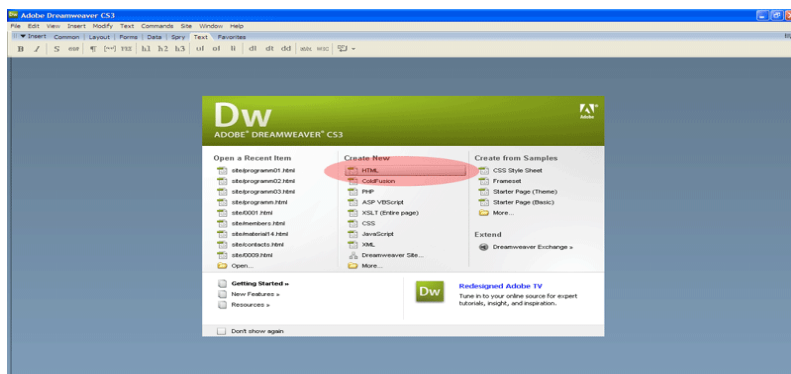 Adobe Dreamweaver CS3
File Edit View Insert Modify Text Commands Site Window Help
Insert Common Layout Forms Data Spry Text Favorites
B I S em ¶ [""] PRE h1 h2 h3 ul ol li dl dt dd abbr. W3C
Dw
ADOBE® DREAMWEAVER® CS3
Adobe
Open a Recent Item
site/programm01.html
site/programm02.html
site/programm03.html
site/programm.html
site/0001.html
site/members.html
site/material14.html
site/contacts.html
site/0009.html
Open...
Create New
HTML
ColdFusion
PHP
ASP VBScript
XSLT (Entire page)
CSS
JavaScript
XML
Dreamweaver Site...
More...
Create from Samples
CSS Style Sheet
Frameset
Starter Page (Theme)
Starter Page (Basic)
More...
Extend
Dreamweaver Exchange »
Getting Started »
New Features »
Resources »
Dw
Redesigned Adobe TV
Tune in to your online source for expert
tutorials, insight, and inspiration.
Don't show again